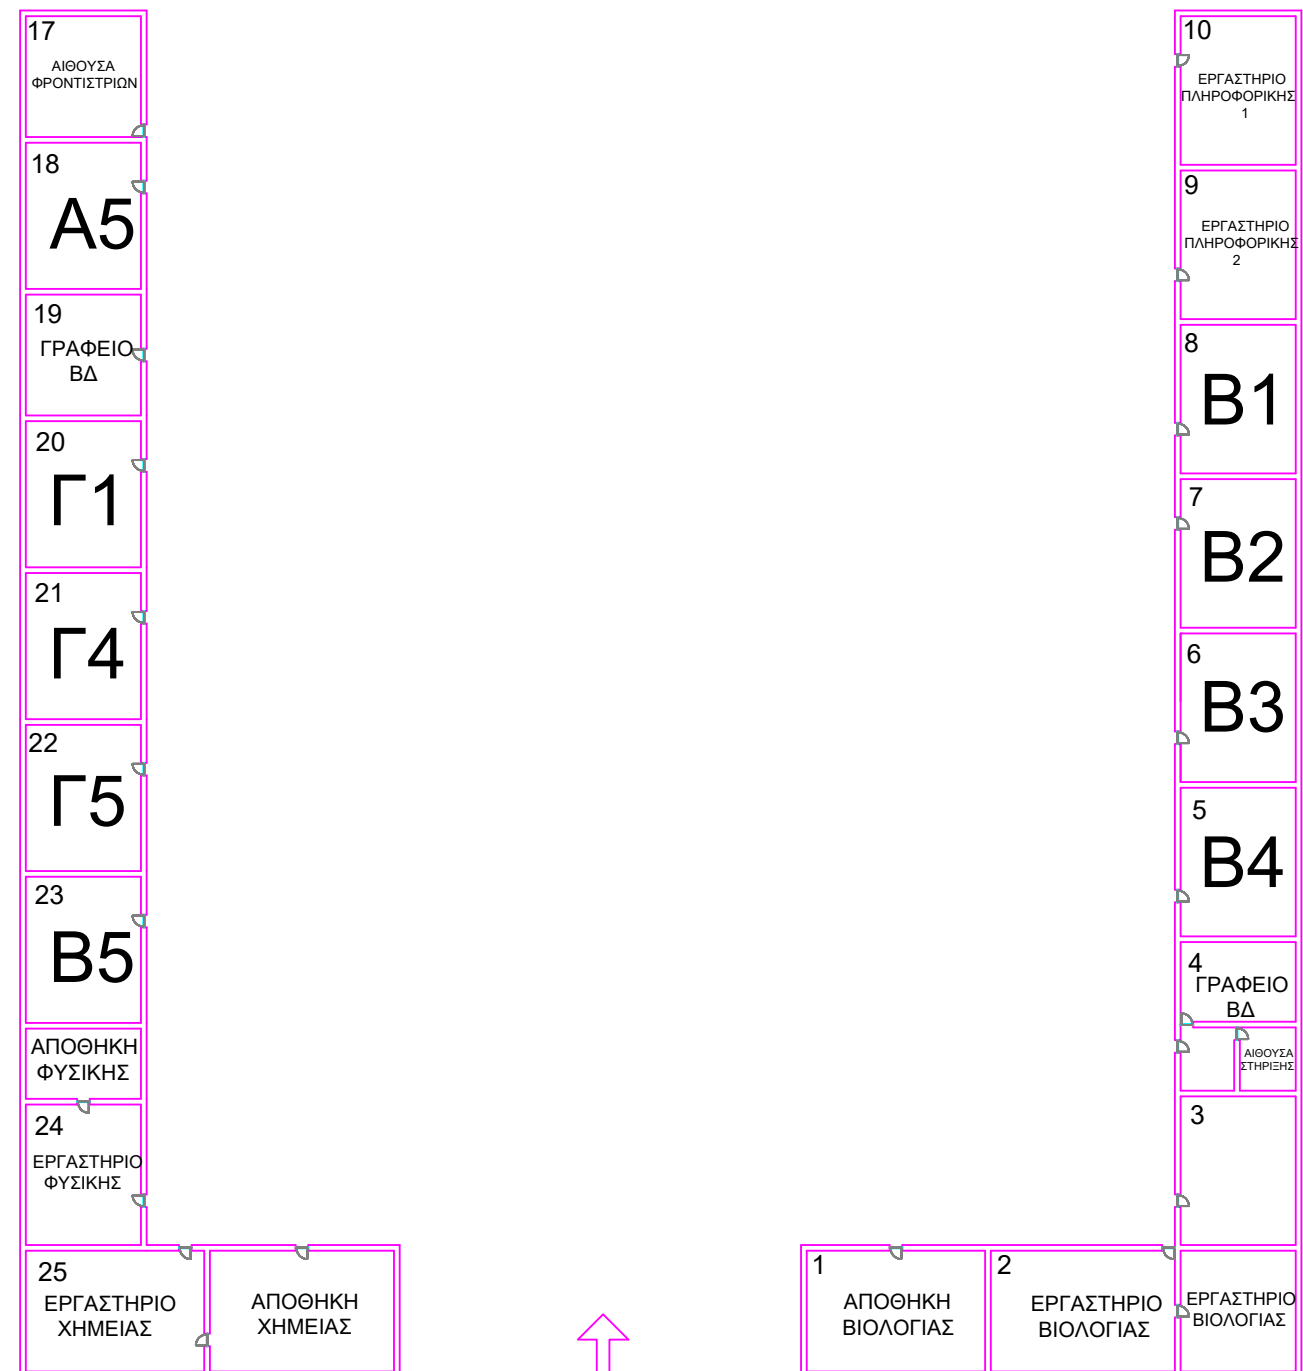 17
ΑΙΘΟΥΣΑ
ΦΡΟΝΤΙΣΤΡΙΩΝ
18
Α5
19
ΓΡΑΦΕΙΟ
ΒΔ
20
Γ1
21
Γ4
22
Γ5
23
Β5
ΑΠΟΘΗΚΗ
ΦΥΣΙΚΗΣ
24
ΕΡΓΑΣΤΗΡΙΟ
ΦΥΣΙΚΗΣ
25
ΕΡΓΑΣΤΗΡΙΟ
ΧΗΜΕΙΑΣ
ΑΠΟΘΗΚΗ
ΧΗΜΕΙΑΣ
10
ΕΡΓΑΣΤΗΡΙΟ
ΠΛΗΡΟΦΟΡΙΚΗΣ
1
9
ΕΡΓΑΣΤΗΡΙΟ
ΠΛΗΡΟΦΟΡΙΚΗΣ
2
8
Β1
7
Β2
6
Β3
5
Β4
4
ΓΡΑΦΕΙΟ
ΒΔ
ΑΙΘΟΥΣΑ
ΣΤΗΡΙΞΗΣ
3
1
ΑΠΟΘΗΚΗ
ΒΙΟΛΟΓΙΑΣ
2
ΕΡΓΑΣΤΗΡΙΟ
ΒΙΟΛΟΓΙΑΣ
ΕΡΓΑΣΤΗΡΙΟ
ΒΙΟΛΟΓΙΑΣ